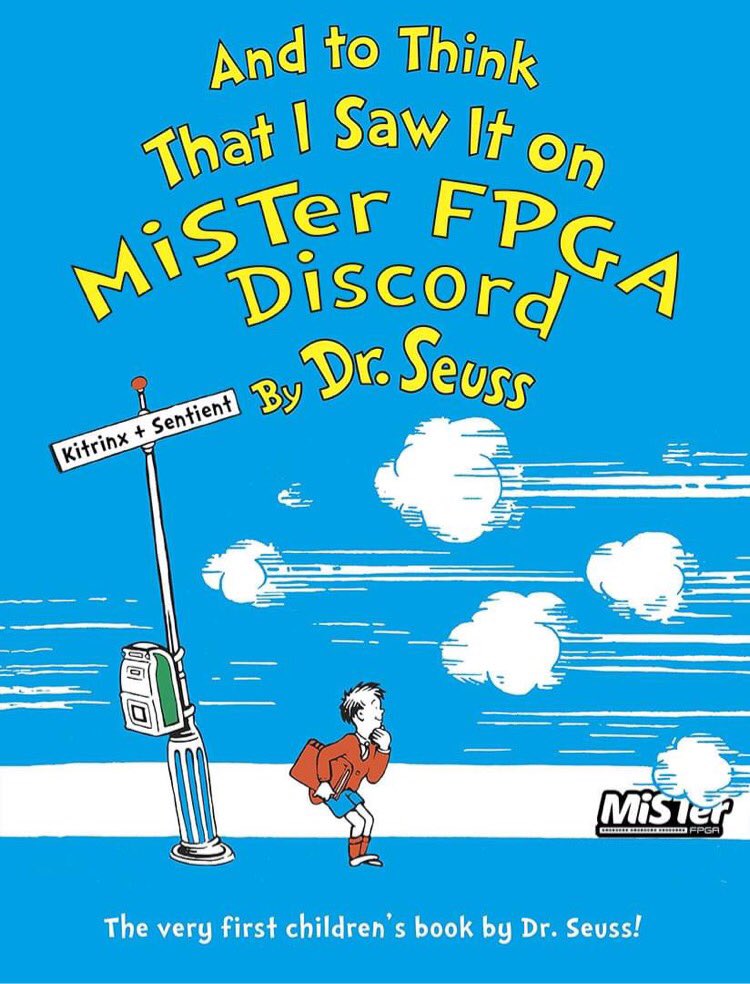 And to Think
That I Saw It on
MiSTer FPGA
Discord
By Dr. Seuss
Kitrinx + Sentient
MiSTer
FPGA
The very first children's book by Dr. Seuss!